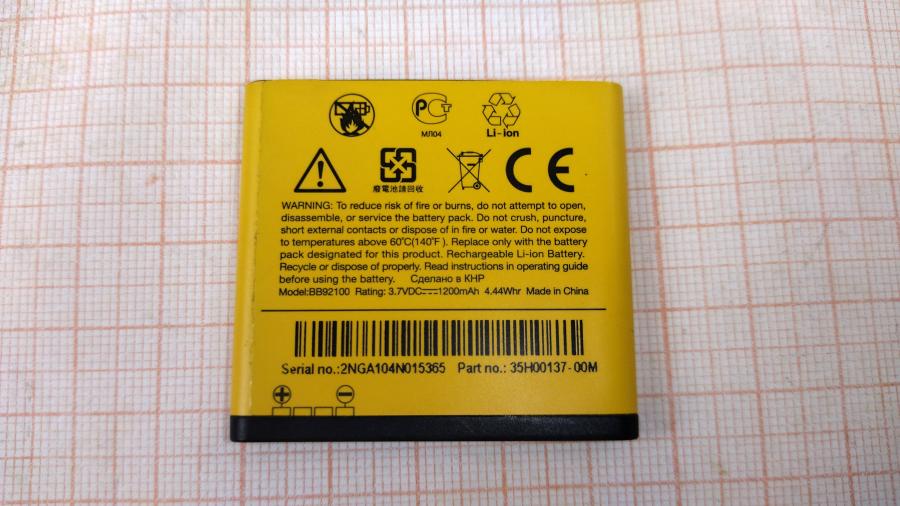 РСТ
МЛ04
Li-ion
CE
廢電池請回收
WARNING: To reduce risk of fire or burns, do not attempt to open,
disassemble, or service the battery pack. Do not crush, puncture,
short external contacts or dispose of in fire or water. Do not expose
to temperatures above 60°C(140°F ). Replace only with the battery
pack designated for this product. Rechargeable Li-ion Battery.
Recycle or dispose of properly. Read instructions in operating guide
before using the battery. Сделано в КНР
Model:BB92100 Rating: 3.7VDC⎓1200mAh 4.44Whr Made in China
Serial no.:2NGA104N015365 Part no.: 35H00137-00M
+ −